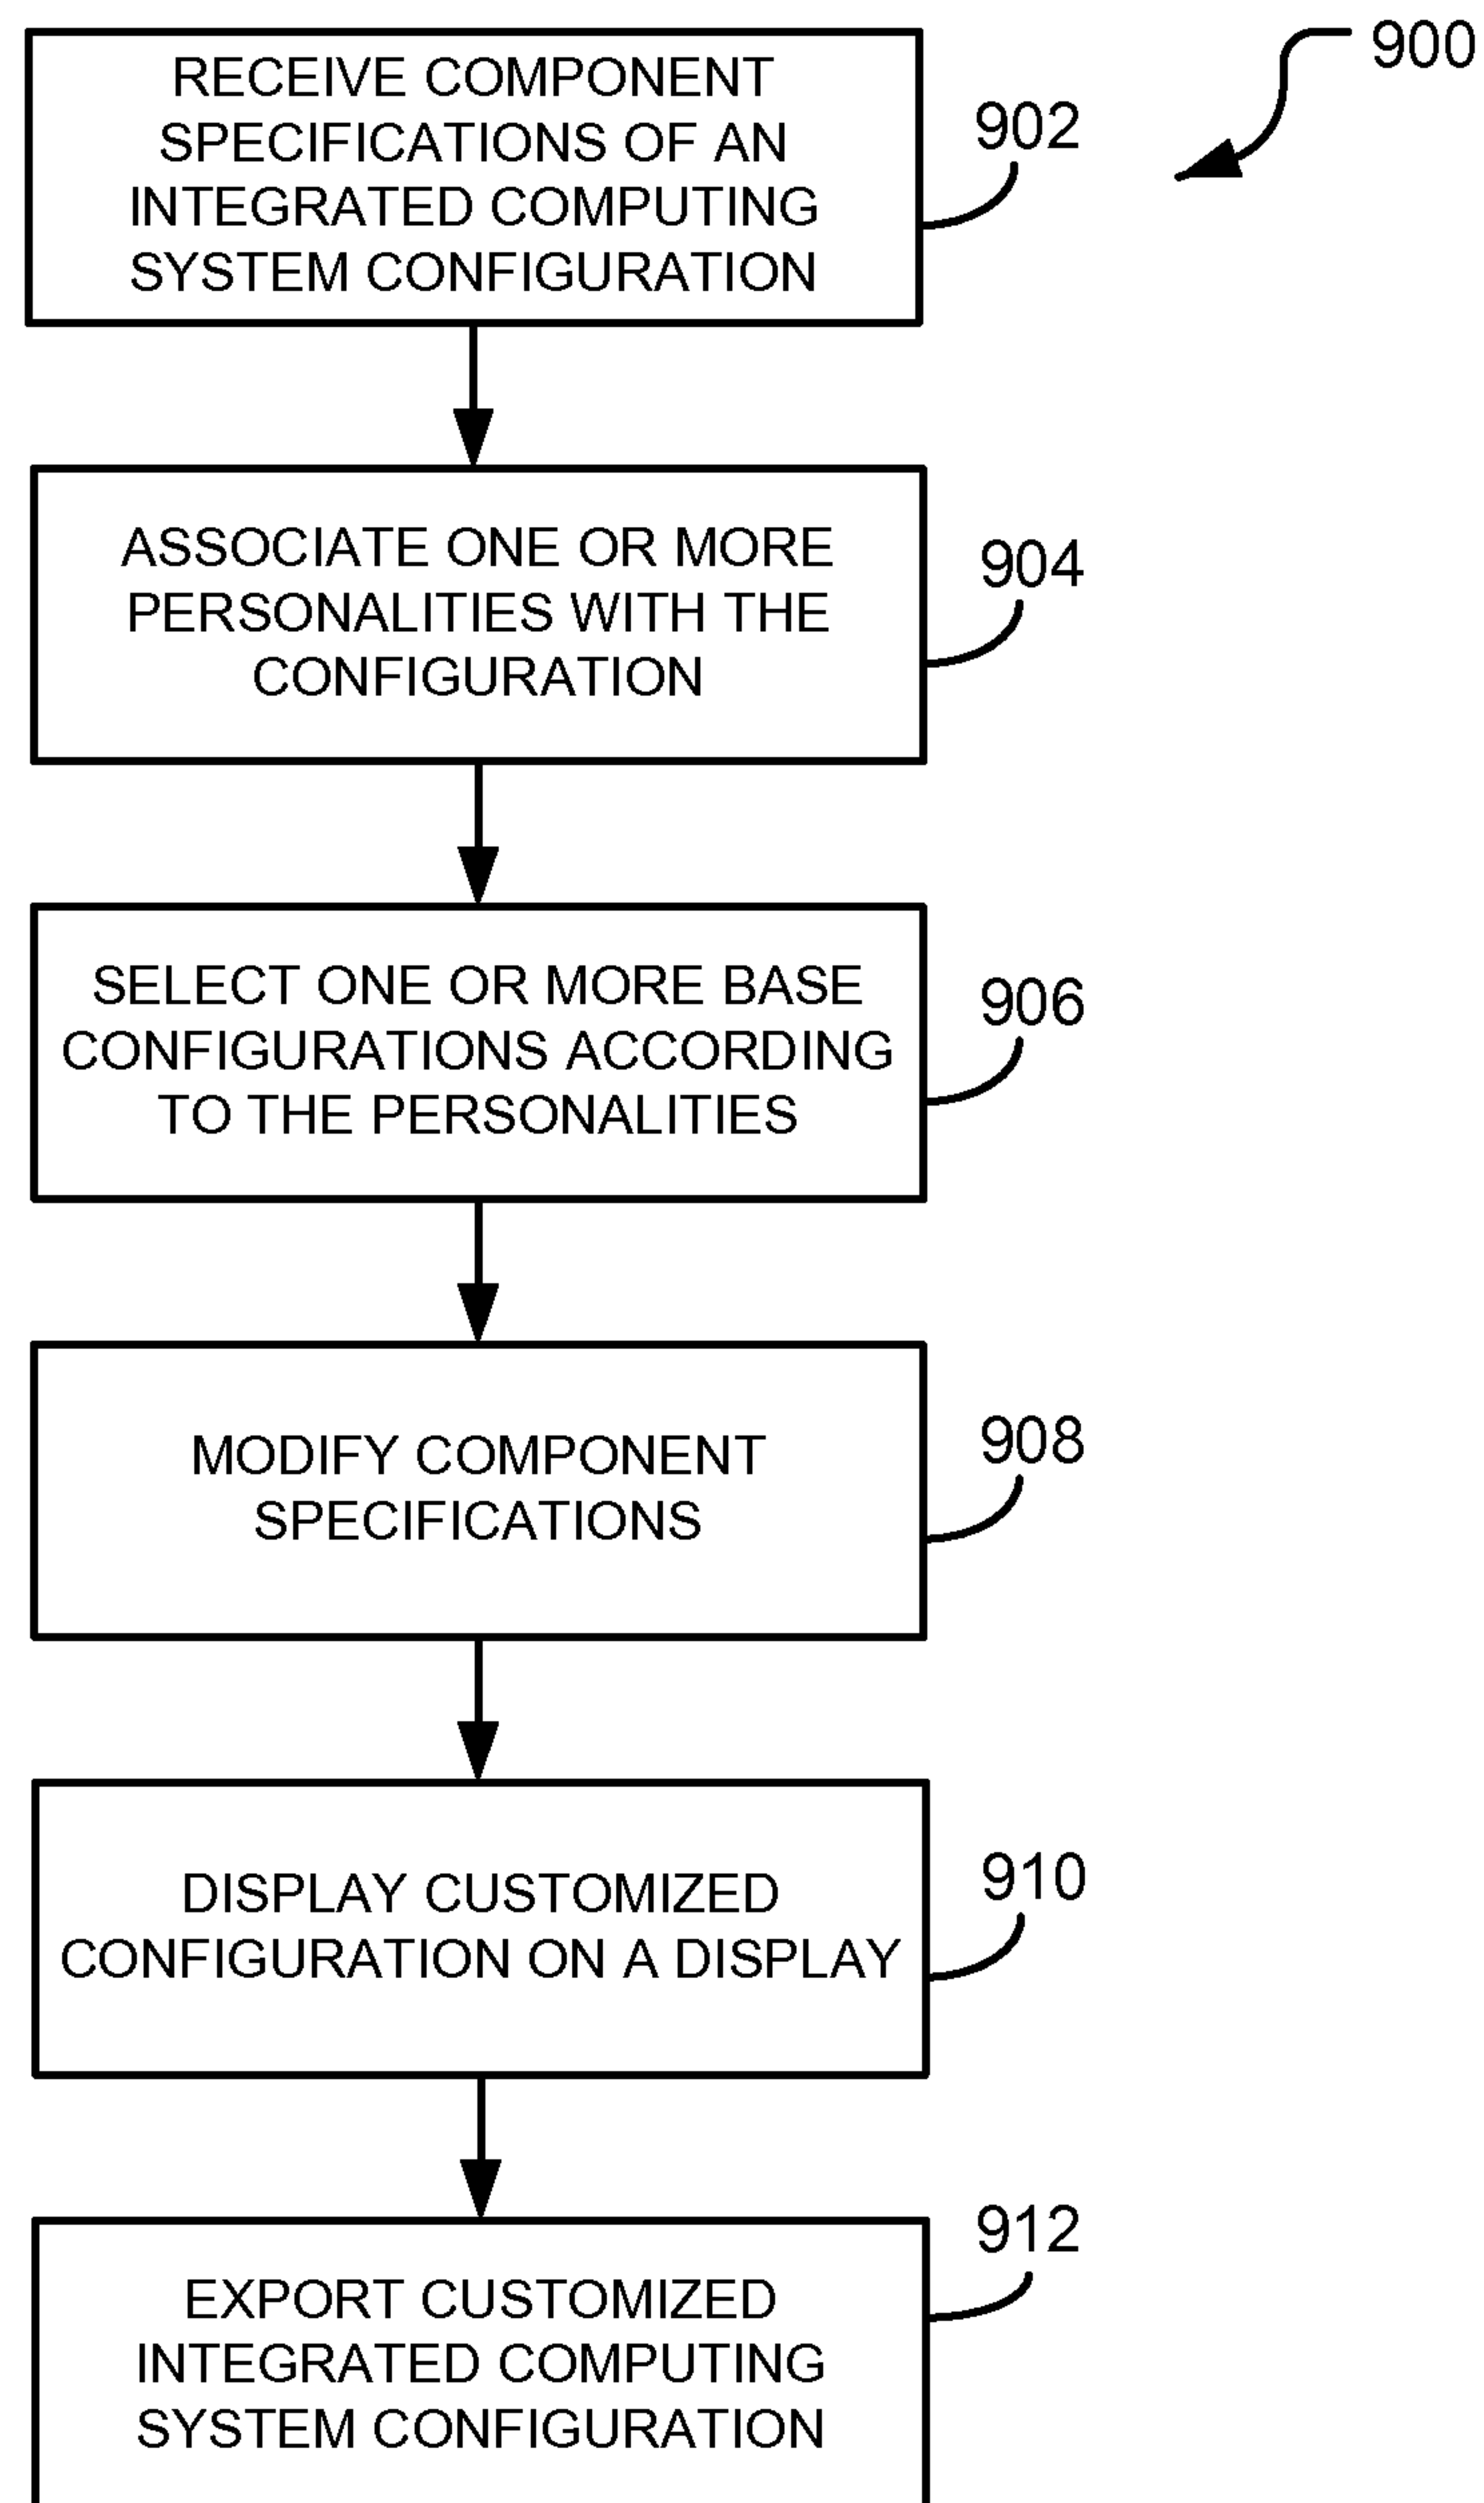 900
RECEIVE COMPONENT
SPECIFICATIONS OF AN
INTEGRATED COMPUTING
SYSTEM CONFIGURATION
902
ASSOCIATE ONE OR MORE
PERSONALITIES WITH THE
CONFIGURATION
904
SELECT ONE OR MORE BASE
CONFIGURATIONS ACCORDING
TO THE PERSONALITIES
906
MODIFY COMPONENT
SPECIFICATIONS
908
DISPLAY CUSTOMIZED
CONFIGURATION ON A DISPLAY
910
EXPORT CUSTOMIZED
INTEGRATED COMPUTING
SYSTEM CONFIGURATION
912